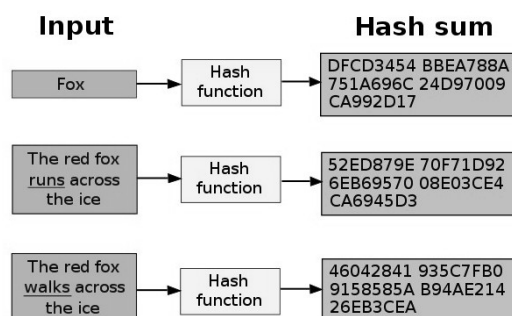 Input
Hash sum
Fox
Hash
function
DFCD3454 BBEA788A
751A696C 24D97009
CA992D17
The red fox
runs across
the ice
Hash
function
52ED879E 70F71D92
6EB69570 08E03CE4
CA6945D3
The red fox
walks across
the ice
Hash
function
46042841 935C7FB0
9158585A B94AE214
26EB3CEA